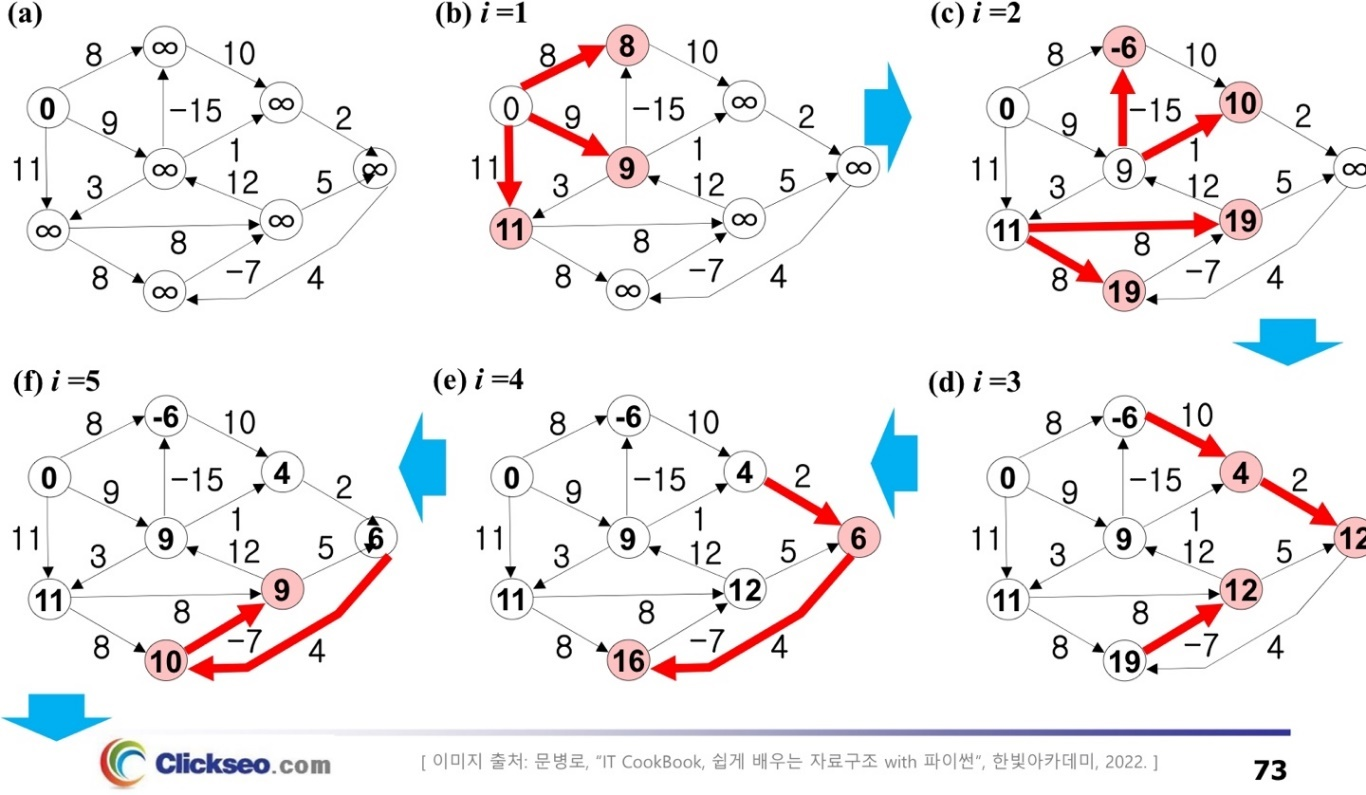 (a)
8 ∞ 10
0 9 −15 ∞ 2
11 ∞ 1 ∞
3 12 5
∞ 8 ∞
8 ∞ −7 4
(b) i =1
8 8 10
0 9 −15 ∞ 2
11 9 1 ∞
3 12 5
11 8 ∞
8 ∞ −7 4
(c) i =2
8 -6 10
0 9 −15 10 2
11 9 1 ∞
3 12 5
11 8 19
8 19 −7 4
(f) i =5
8 -6 10
0 9 −15 4 2
11 9 1 6
3 12 5
11 8 9
8 10 −7 4
(e) i =4
8 -6 10
0 9 −15 4 2
11 9 1 6
3 12 5
11 8 12
8 16 −7 4
(d) i =3
8 -6 10
0 9 −15 4 2
11 9 1 12
3 12 5
11 8 12
8 19 −7 4
Clickseo.com
[ 이미지 출처: 문병로, "IT CookBook, 쉽게 배우는 자료구조 with 파이썬", 한빛아카데미, 2022. ]
73